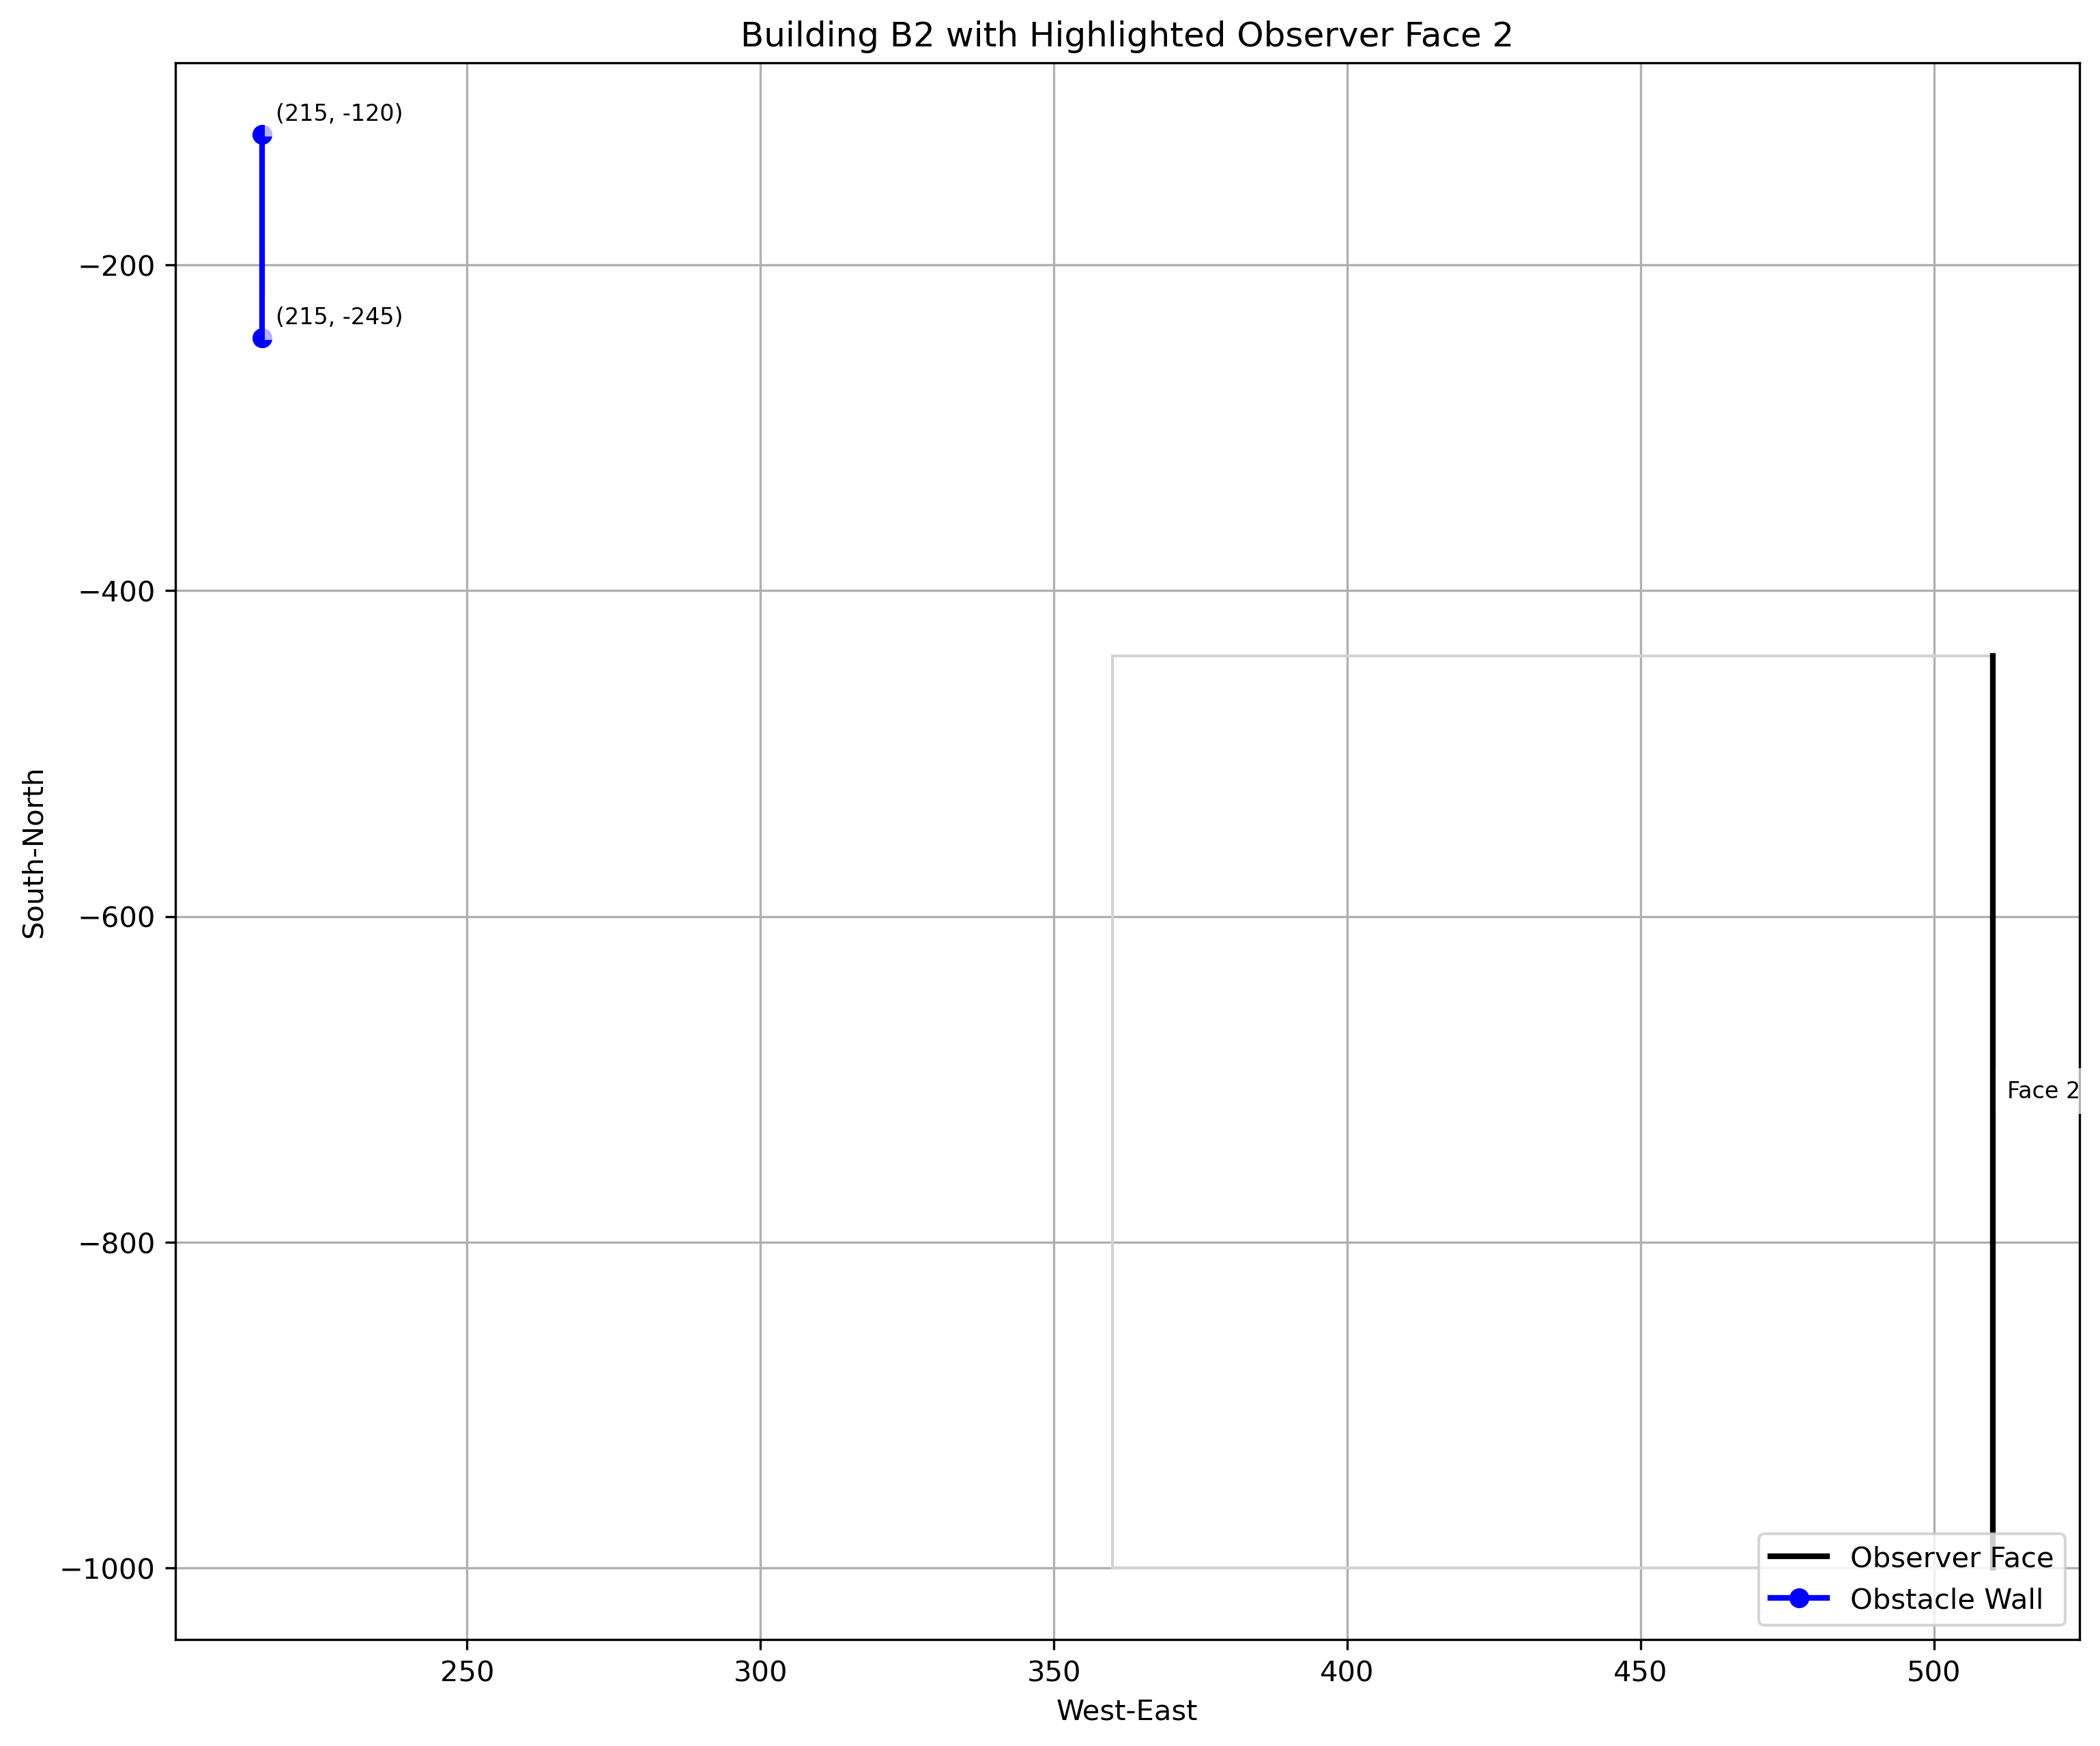 Building B2 with Highlighted Observer Face 2
(215, -120)
−200
(215, -245)
−400
−600
−800
−1000
South-North
Face 2
Observer Face
Obstacle Wall
250 300 350 400 450 500
West-East